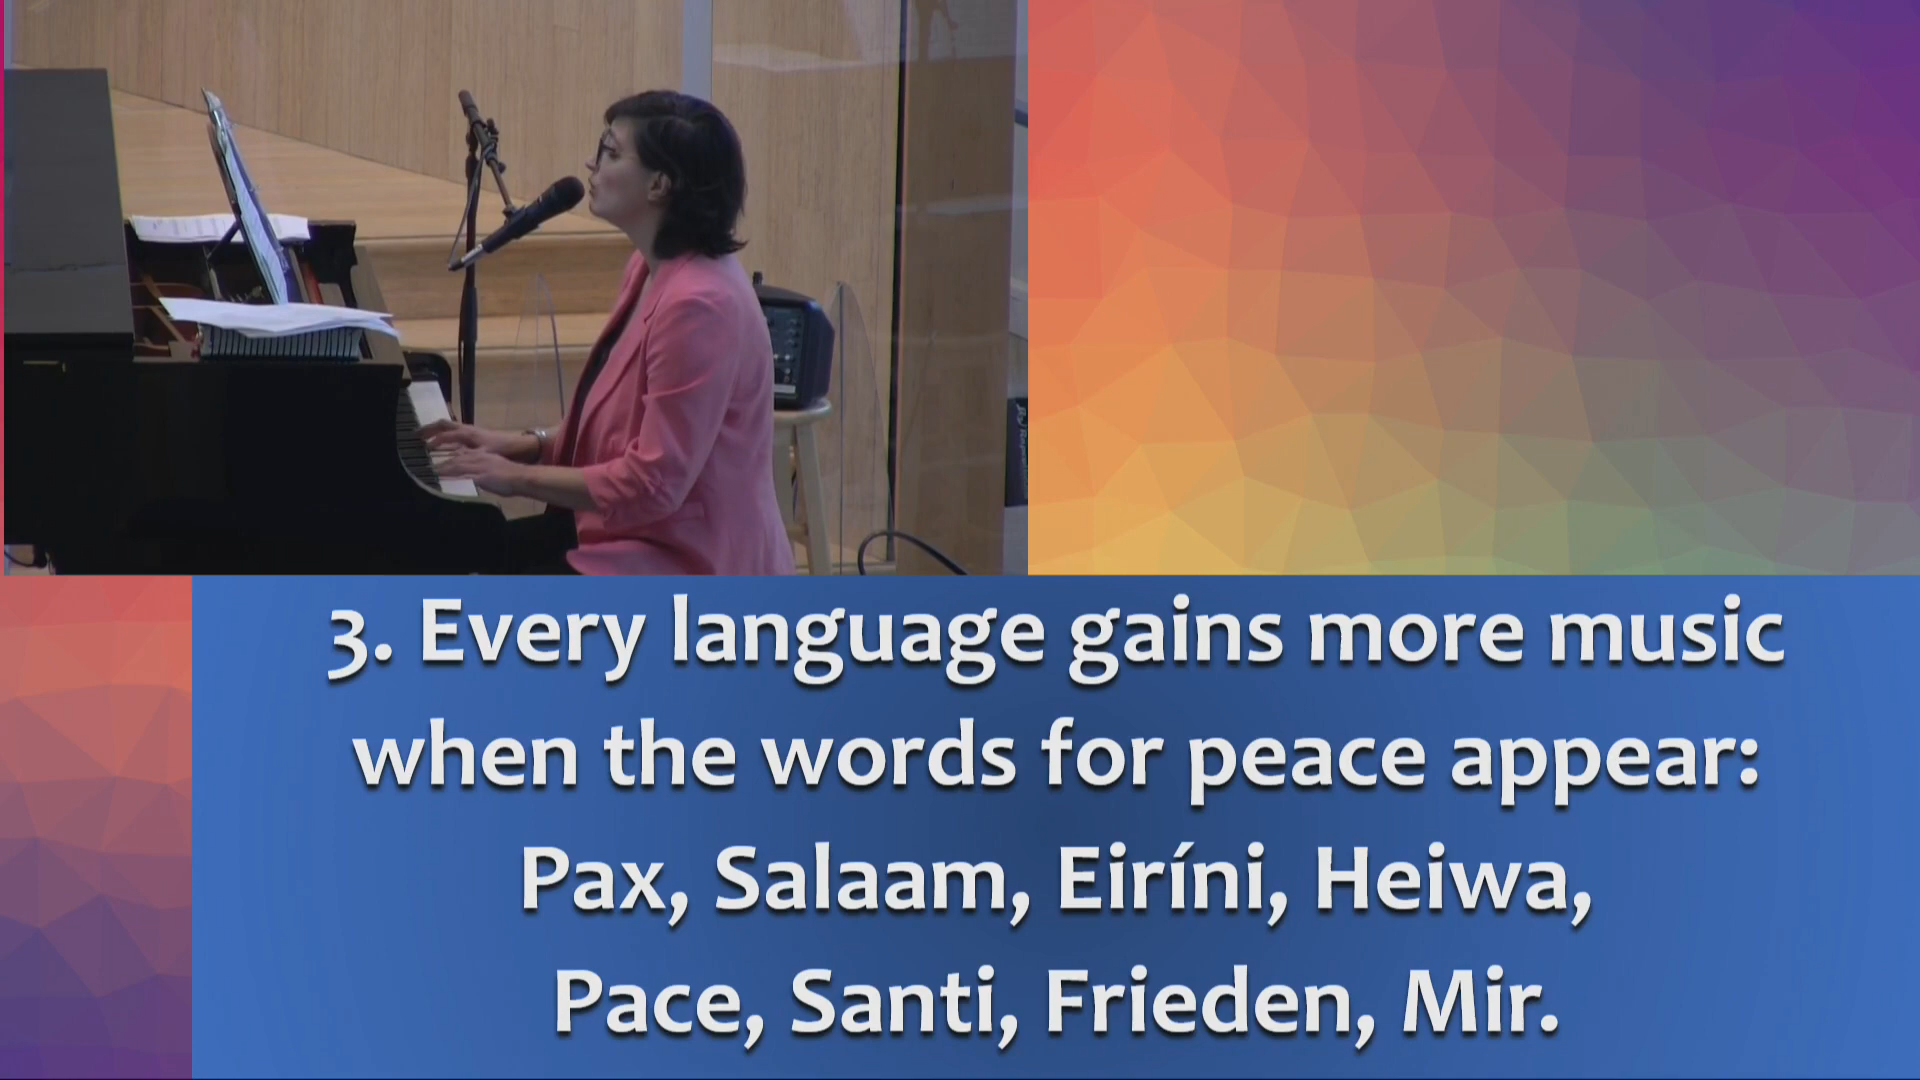 3. Every language gains more music
when the words for peace appear:
Pax, Salaam, Eiríni, Heiwa,
Pace, Santi, Frieden, Mir.